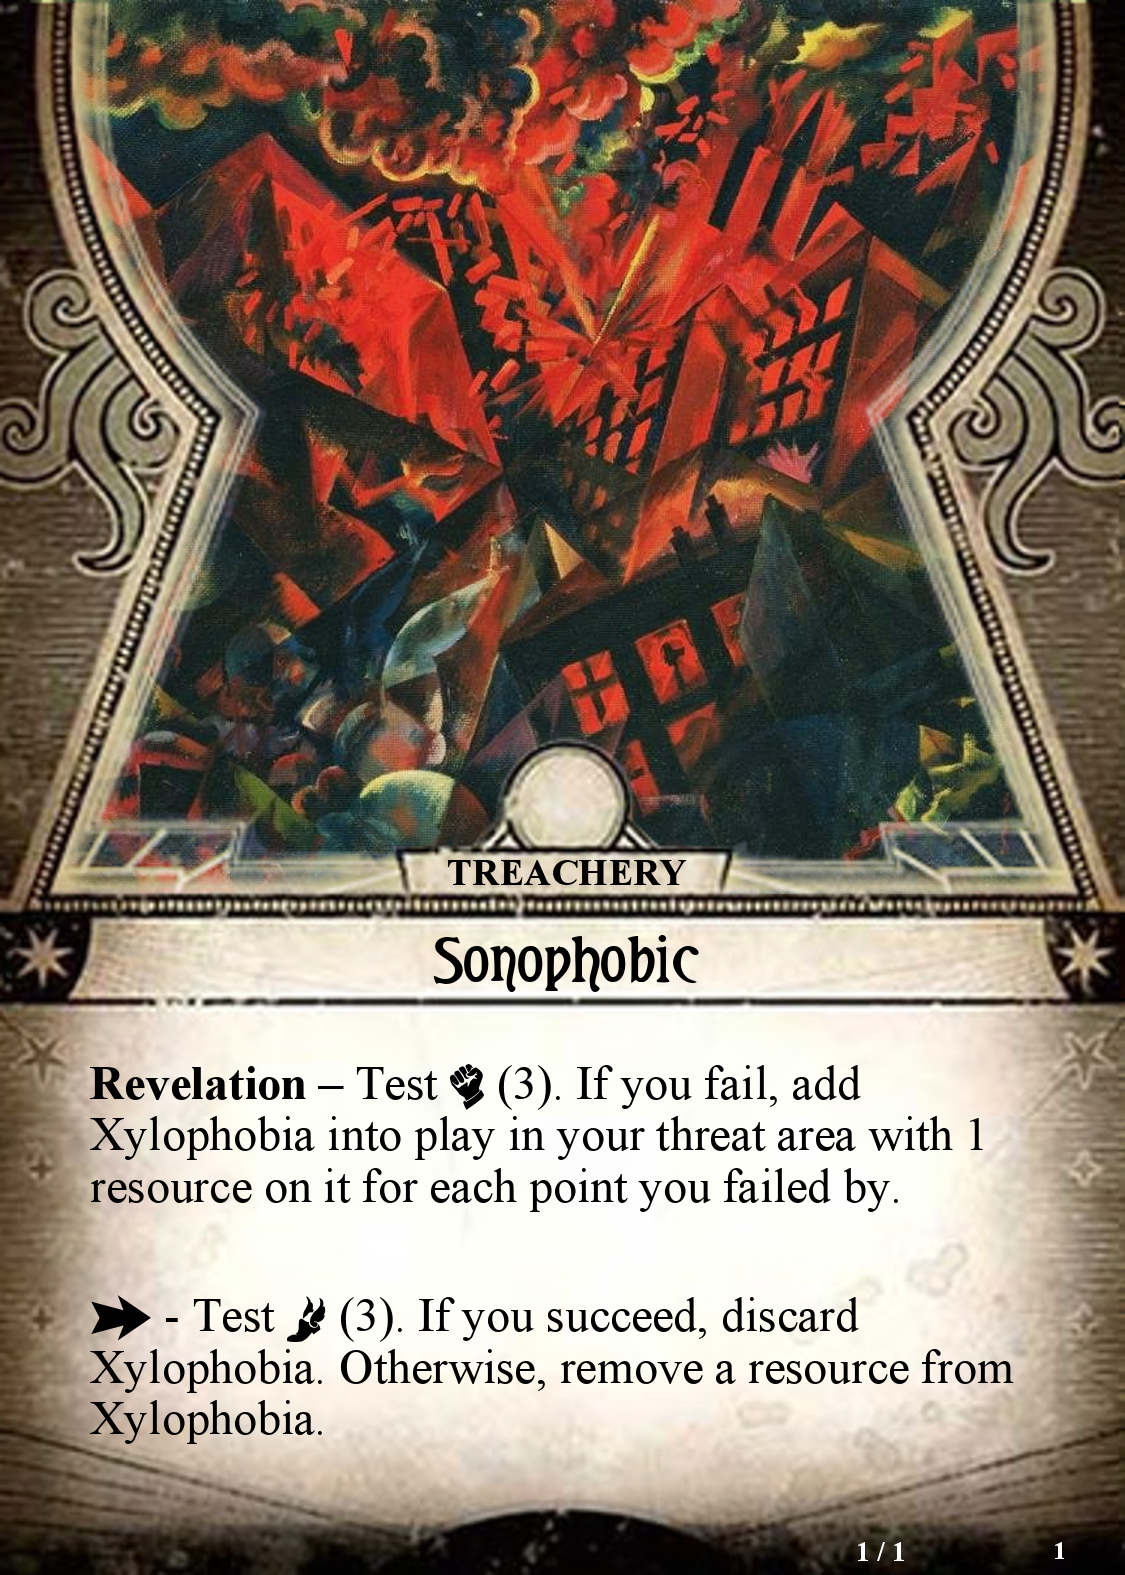 TREACHERY
Sonophobic
Revelation – Test (3). If you fail, add
Xylophobia into play in your threat area with 1
resource on it for each point you failed by.
- Test (3). If you succeed, discard
Xylophobia. Otherwise, remove a resource from
Xylophobia.
1 / 1 1